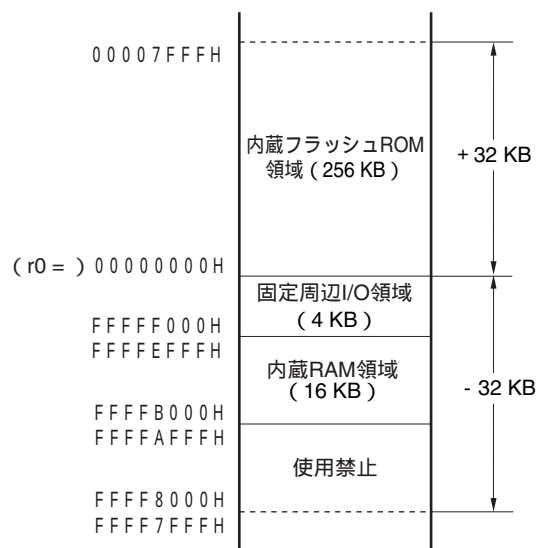 00007FFFH
内蔵フラッシュROM
領域(256 KB)
+32 KB
(r0=)00000000H
固定周辺I/O領域
(4 KB)
FFFFF000H
FFFFEFFFH
内蔵RAM領域
(16 KB)
-32 KB
FFFFB000H
FFFFAFFFH
使用禁止
FFFF8000H
FFFF7FFFH